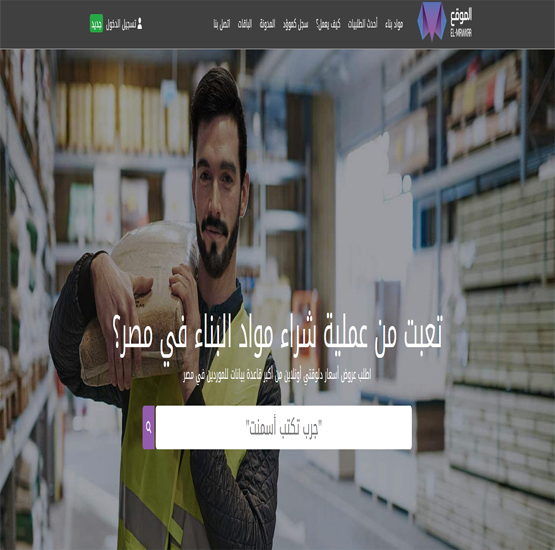 الموقع
EL-MAWKAA
مواد بناء
أحدث الطلبيات
كيف يعمل؟
سجل كمورّد
المدونة
الباقات
اتصل بنا
تسجيل الدخول
جديد
تعبت من عملية شراء مواد البناء في مصر؟
اطلب عروض أسعار دلوقتي أونلاين من أكبر قاعدة بيانات للموردين في مصر
"جرب تكتب أسمنت"